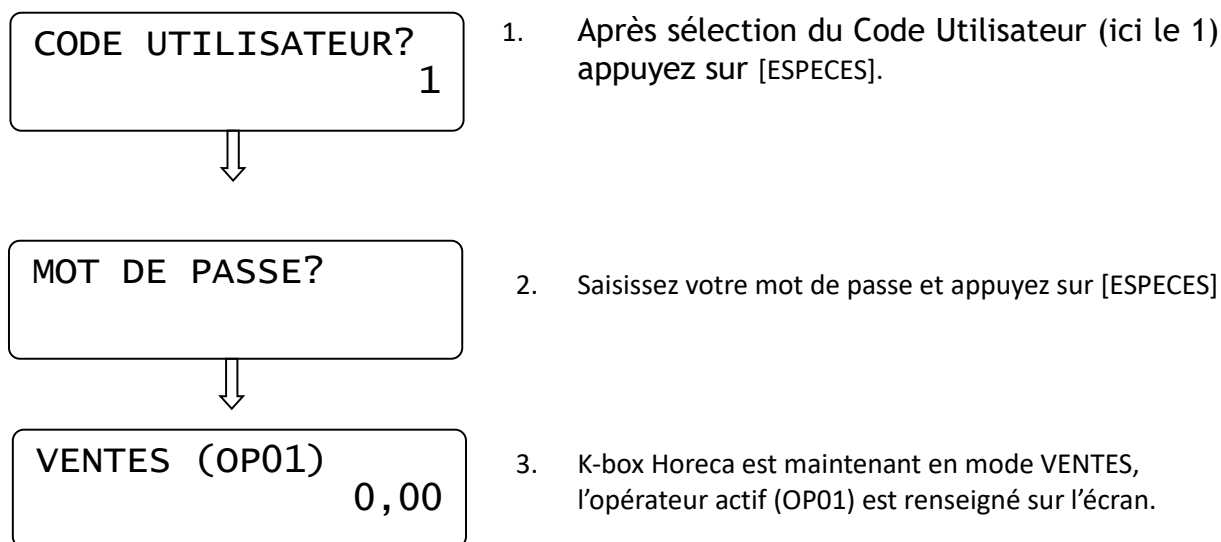 CODE UTILISATEUR?
1
1. Après sélection du Code Utilisateur (ici le 1)
appuyez sur [ESPECES].
MOT DE PASSE?
2. Saisissez votre mot de passe et appuyez sur [ESPECES]
VENTES (OP01)
0,00
3. K-box Horeca est maintenant en mode VENTES,
l’opérateur actif (OP01) est renseigné sur l’écran.